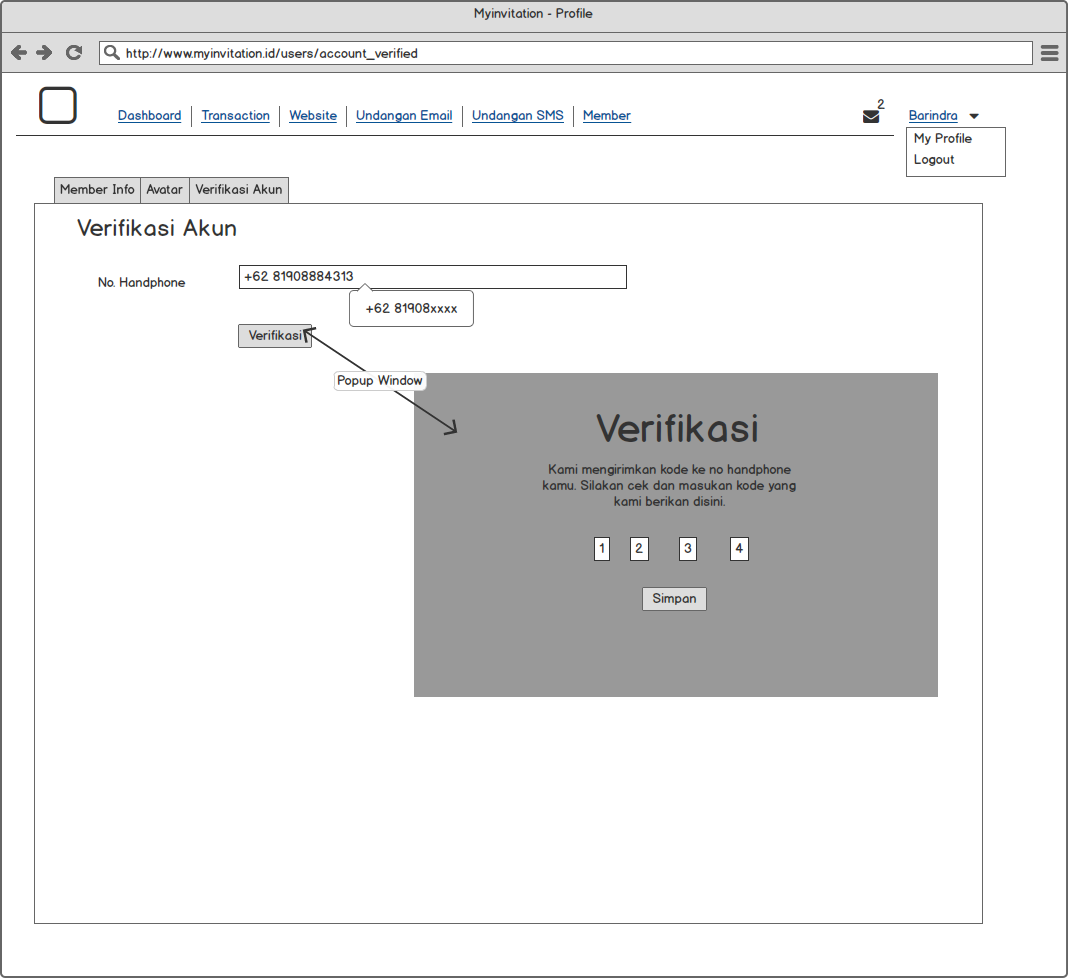 Myinvitation - Profile
http://www.myinvitation.id/users/account_verified
Dashboard Transaction Website Undangan Email Undangan SMS Member 2 Barindra
My Profile
Logout
Member Info Avatar Verifikasi Akun
Verifikasi Akun
No. Handphone +62 81908884313
+62 81908xxxx
Verifikasi
Popup Window
Verifikasi
Kami mengirimkan kode ke no handphone
kamu. Silakan cek dan masukan kode yang
kami berikan disini.
1 2 3 4
Simpan